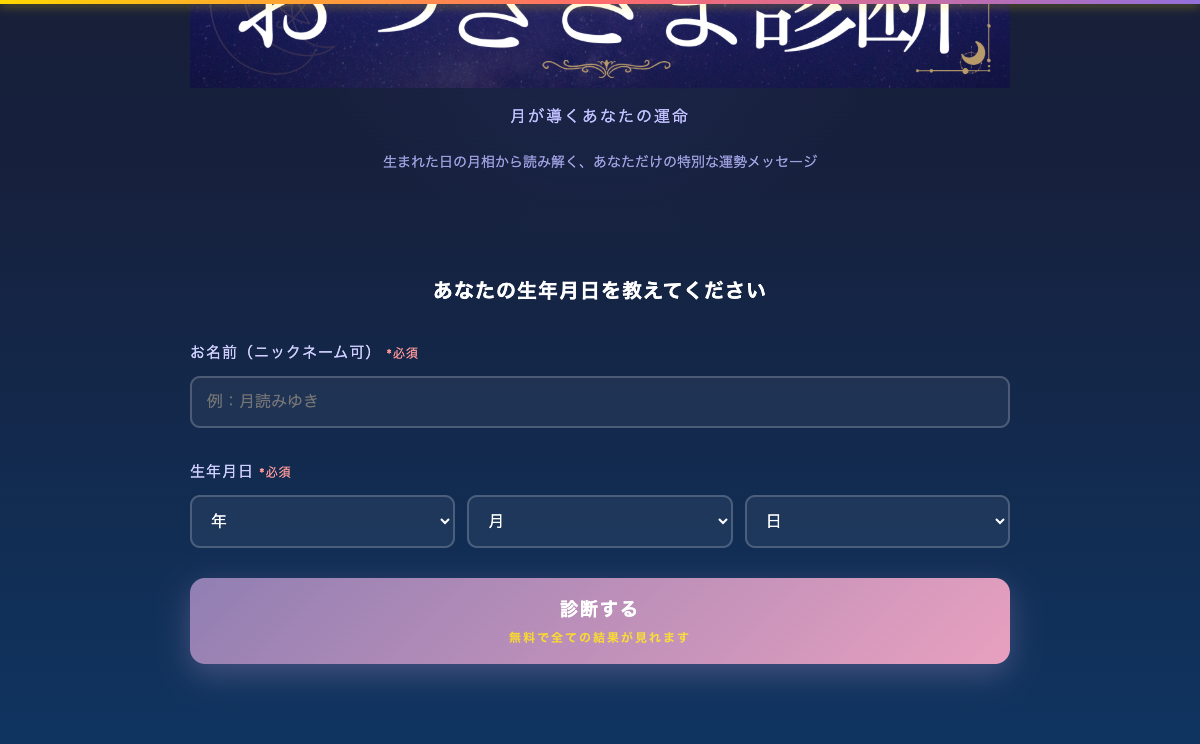 おつきさま診断
月が導くあなたの運命
生まれた日の月相から読み解く、あなただけの特別な運勢メッセージ
あなたの生年月日を教えてください
お名前（ニックネーム可） *必須
例：月読みゆき
生年月日 *必須
年 月 日
診断する
無料で全ての結果が見れます